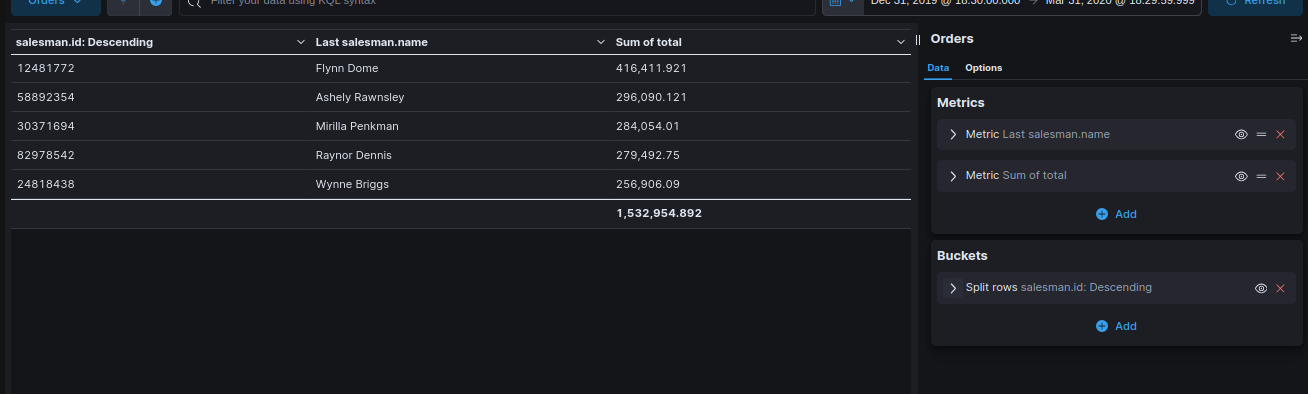 Orders
Filter your data using KQL syntax
Dec 31, 2019 @ 18:30:00.000 → Mar 31, 2020 @ 18:29:59.999
Refresh
salesman.id: Descending Last salesman.name Sum of total
12481772 Flynn Dome 416,411.921
58892354 Ashely Rawnsley 296,090.121
30371694 Mirilla Penkman 284,054.01
82978542 Raynor Dennis 279,492.75
24818438 Wynne Briggs 256,906.09
1,532,954.892
Orders
Data Options
Metrics
Metric Last salesman.name
Metric Sum of total
Add
Buckets
Split rows salesman.id: Descending
Add